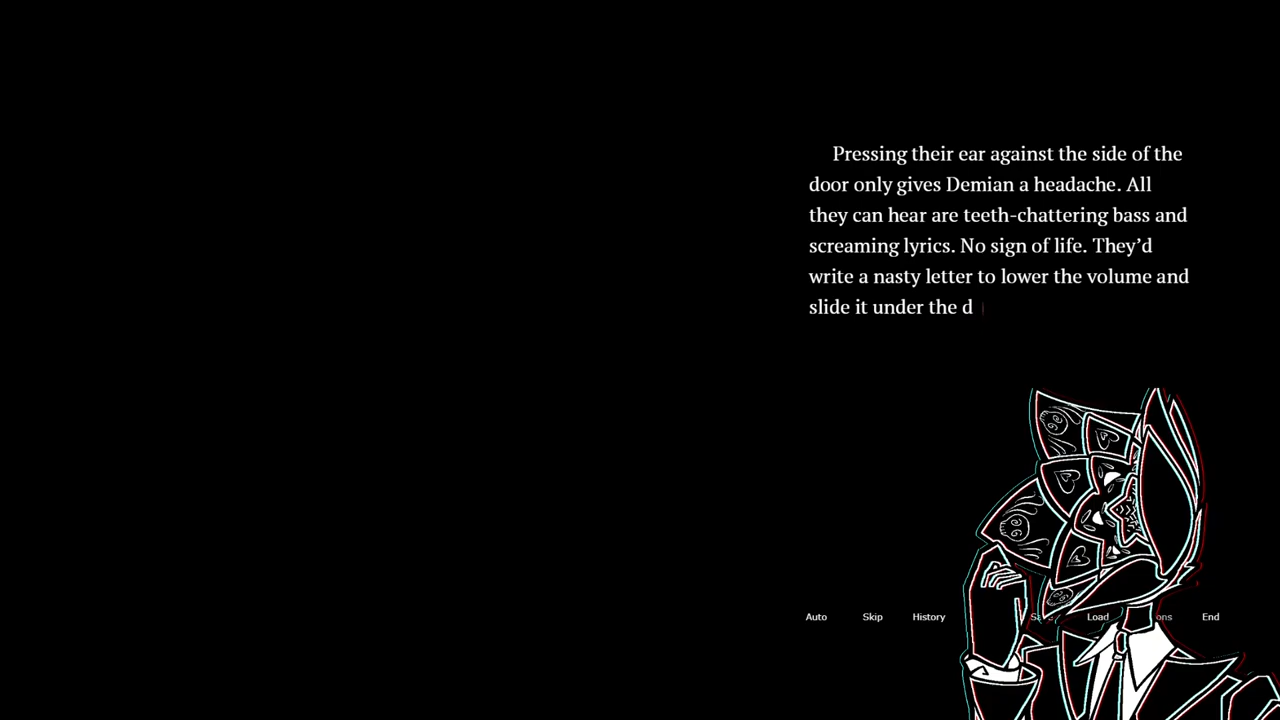 Pressing their ear against the side of the
door only gives Demian a headache. All
they can hear are teeth-chattering bass and
screaming lyrics. No sign of life. They’d
write a nasty letter to lower the volume and
slide it under the d
Auto Skip History Load End